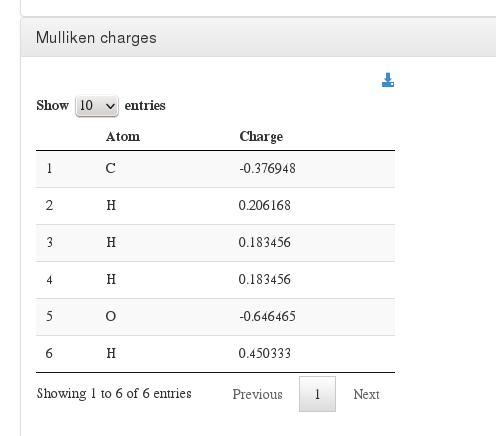 Mulliken charges
Show 10 entries
Atom Charge
1 C -0.376948
2 H 0.206168
3 H 0.183456
4 H 0.183456
5 O -0.646465
6 H 0.450333
Showing 1 to 6 of 6 entries Previous 1 Next